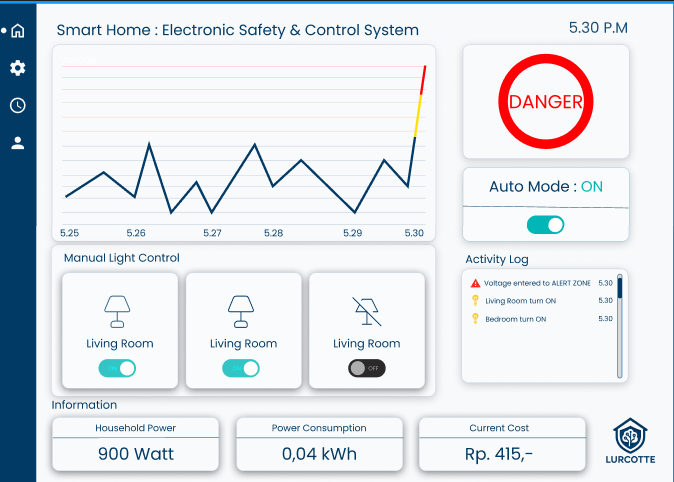 Smart Home : Electronic Safety & Control System
5.30 P.M
DANGER
5.25
5.26
5.27
5.28
5.29
5.30
Auto Mode : ON
Manual Light Control
Living Room
Living Room
Living Room
OFF
Activity Log
Voltage entered to ALERT ZONE 5.30
Living Room turn ON 5.30
Bedroom turn ON 5.30
Information
Household Power
900 Watt
Power Consumption
0,04 kWh
Current Cost
Rp. 415,-
LURCOTTE